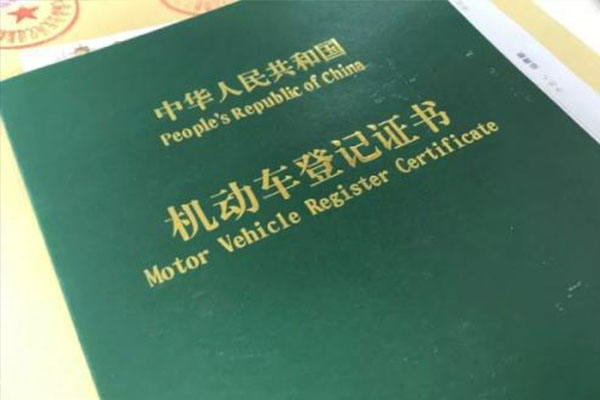 中华人民共和国
People's Republic of China
机动车登记证书
Motor Vehicle Register Certificate